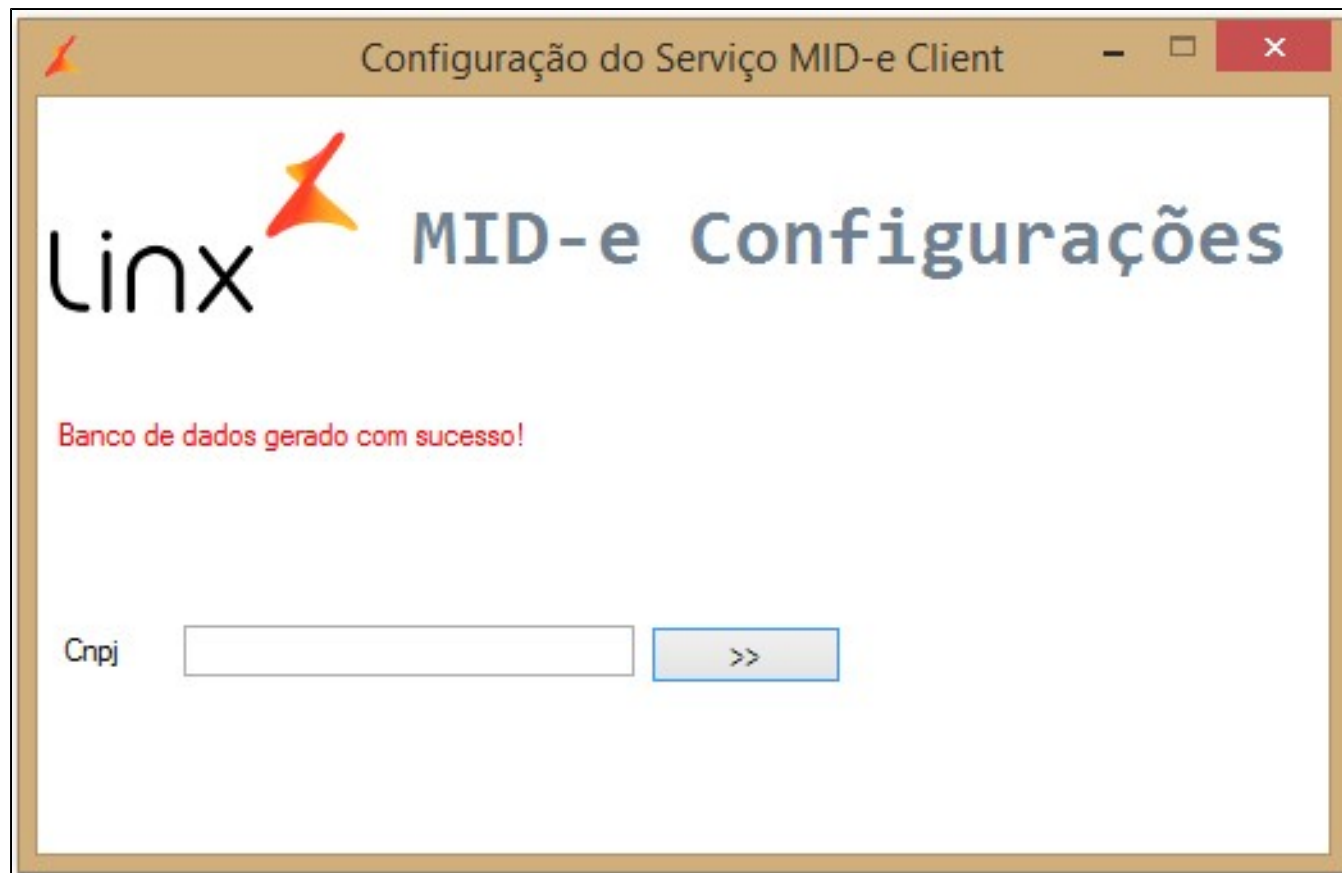 Configuração do Serviço MID-e Client
Linx
MID-e Configurações
Banco de dados gerado com sucesso!
Cnpj
>>